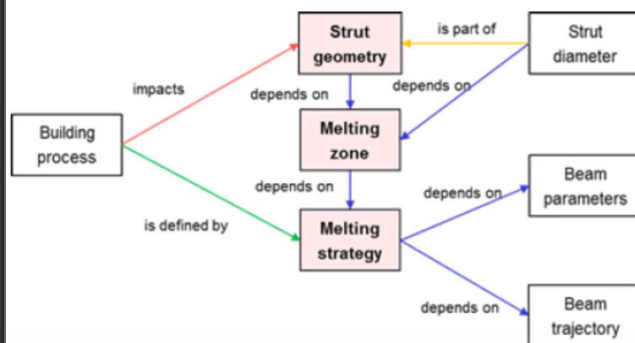 Strut
geometry
is part of
Strut
diameter
impacts
depends on
depends on
Building
process
Melting
zone
depends on
Beam
parameters
depends on
is defined by
Melting
strategy
depends on
Beam
trajectory